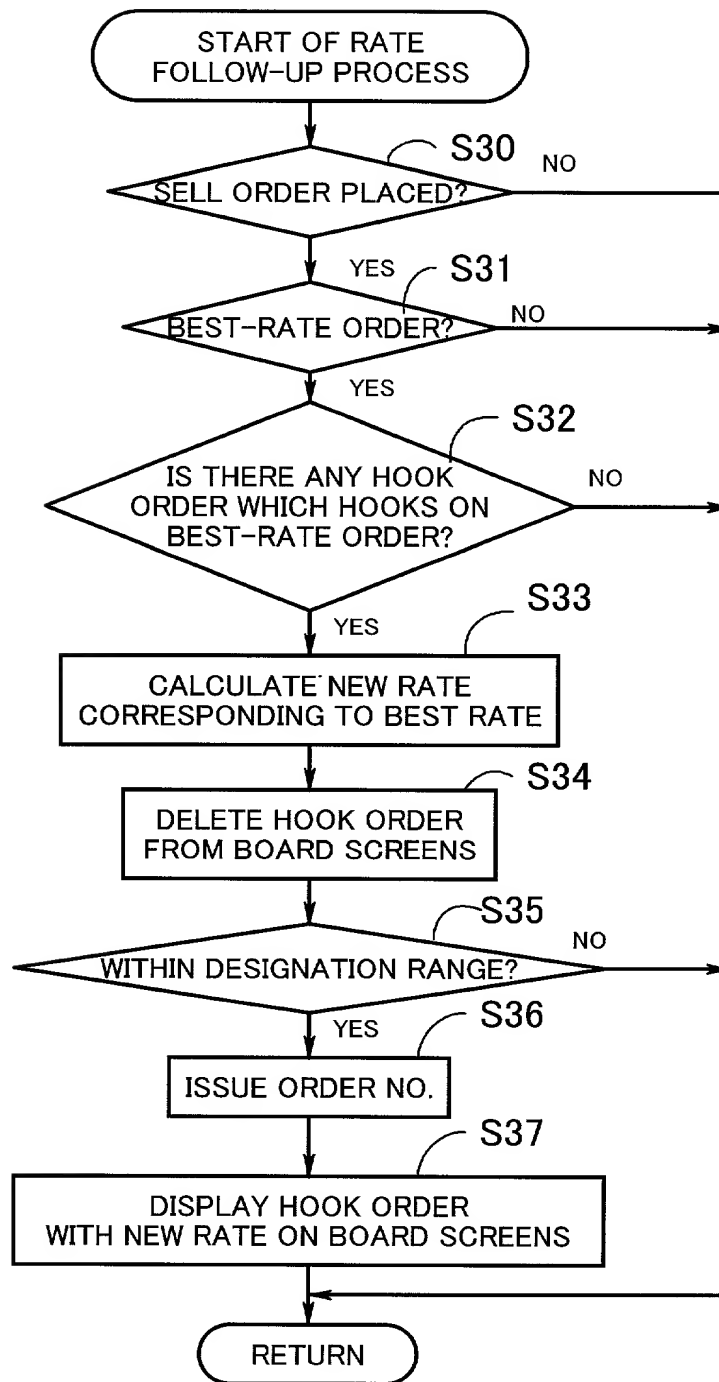 START OF RATE
FOLLOW-UP PROCESS
S30
NO
SELL ORDER PLACED?
YES
S31
NO
BEST-RATE ORDER?
YES
S32
IS THERE ANY HOOK
ORDER WHICH HOOKS ON
BEST-RATE ORDER?
NO
YES
S33
CALCULATE NEW RATE
CORRESPONDING TO BEST RATE
S34
DELETE HOOK ORDER
FROM BOARD SCREENS
S35
NO
WITHIN DESIGNATION RANGE?
YES
S36
ISSUE ORDER NO.
S37
DISPLAY HOOK ORDER
WITH NEW RATE ON BOARD SCREENS
RETURN